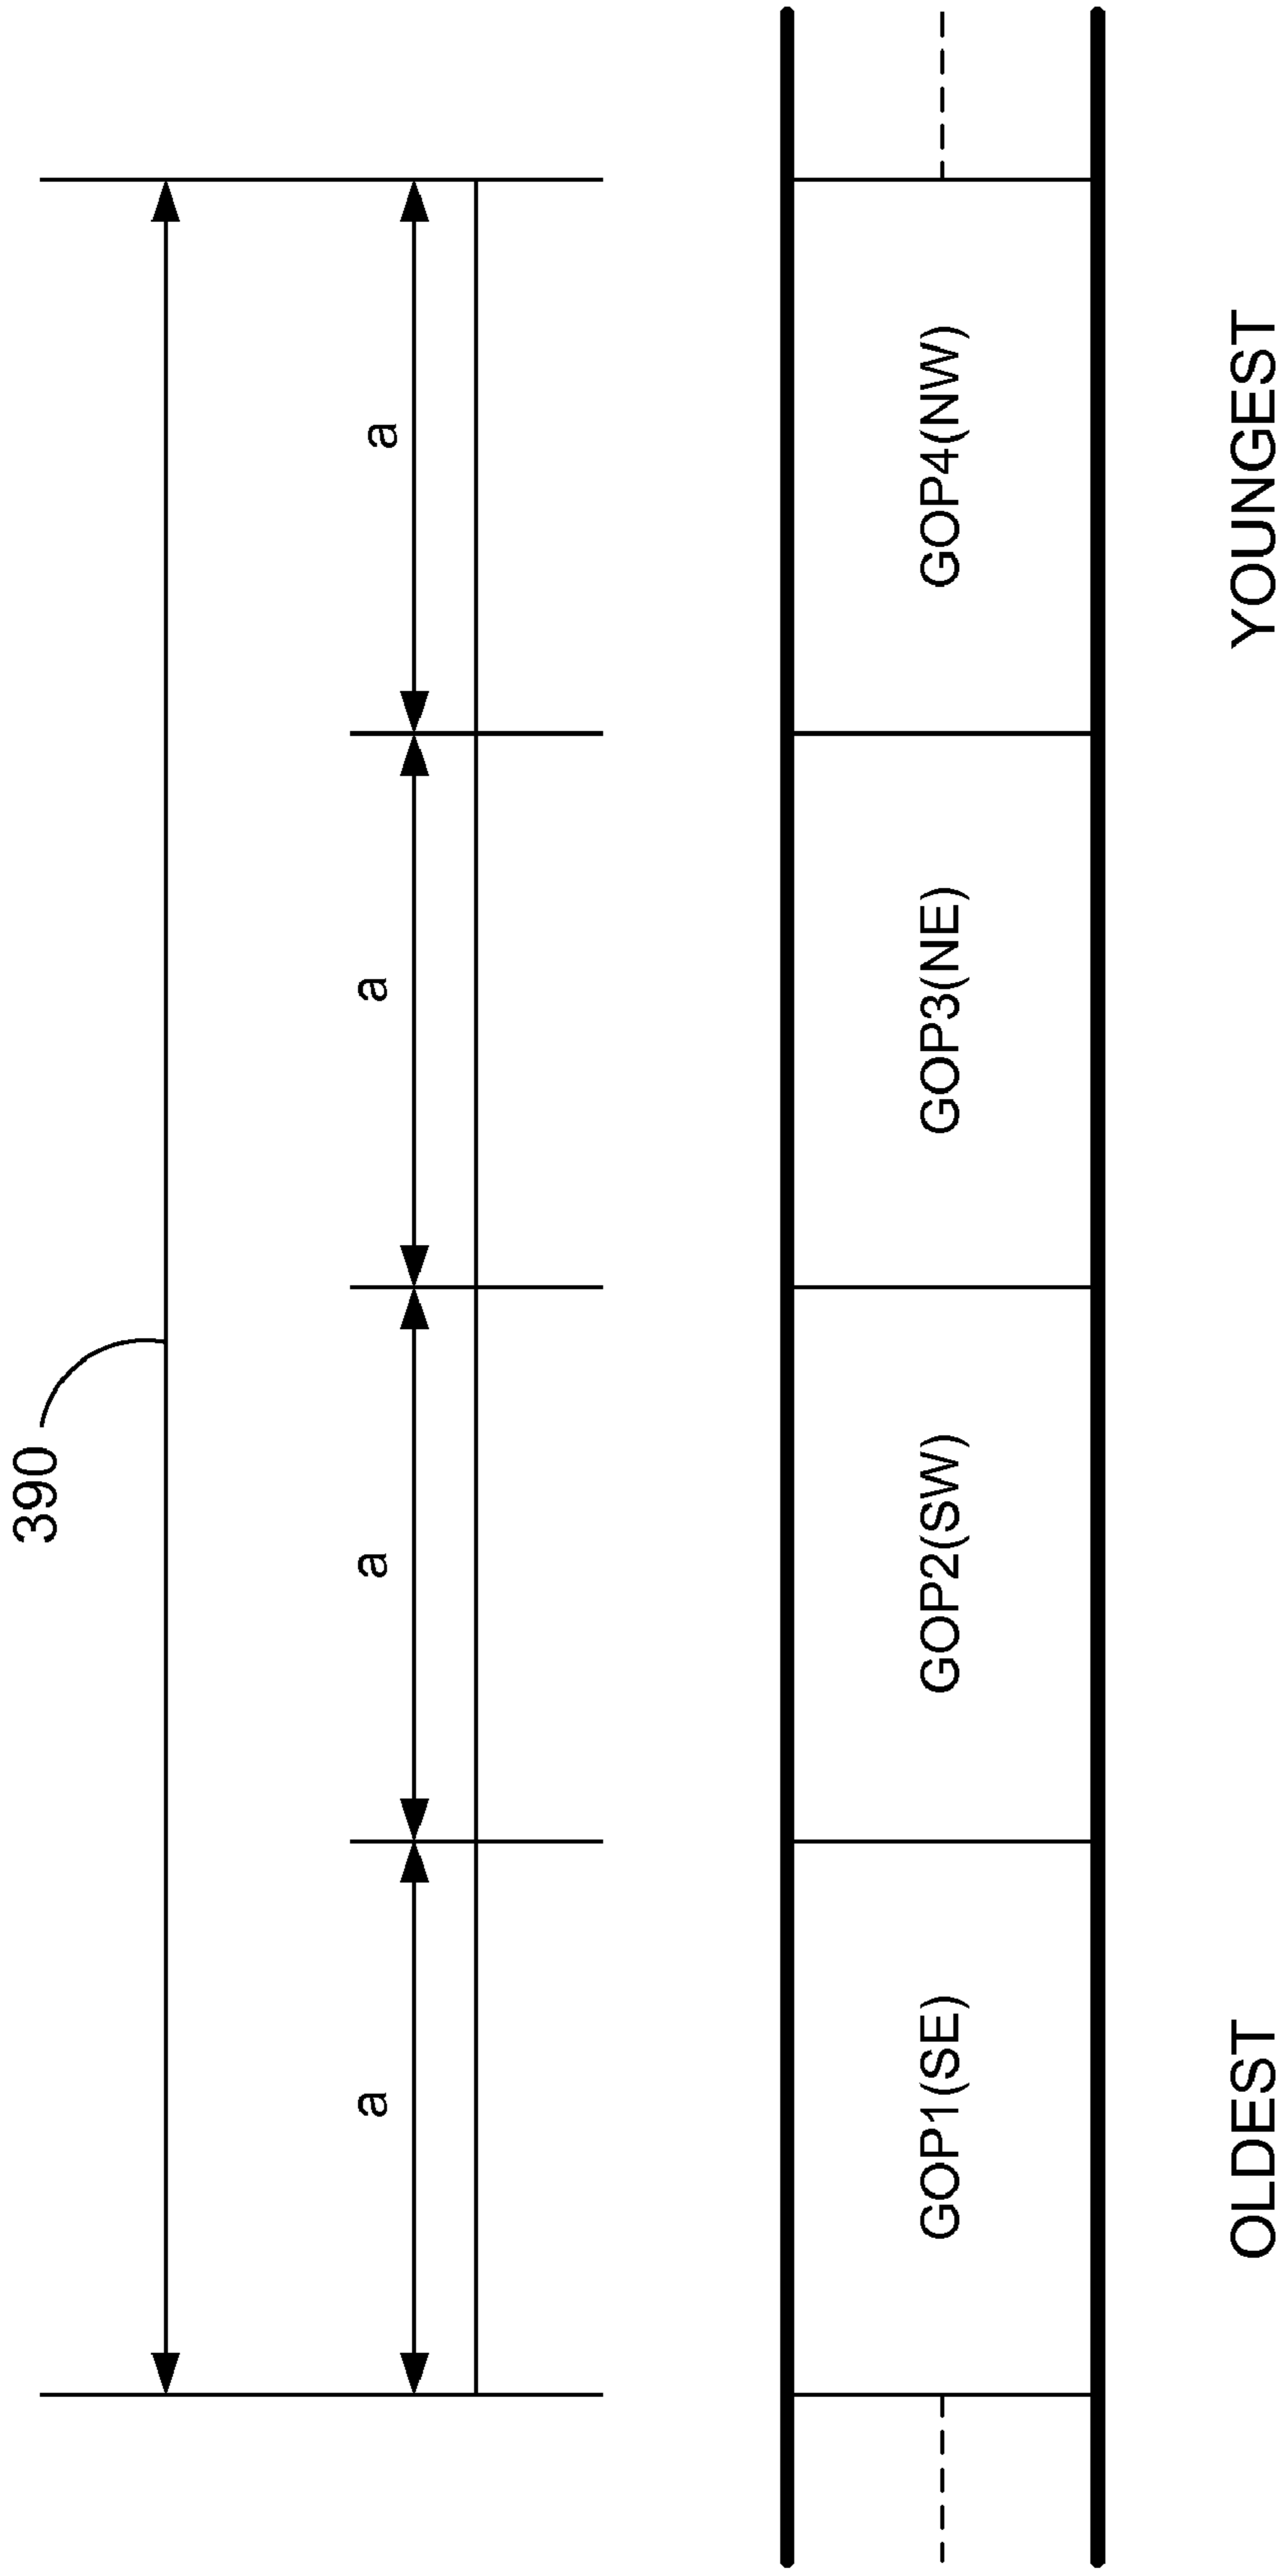 390
a
a
a
a
GOP1(SE)
GOP2(SW)
GOP3(NE)
GOP4(NW)
OLDEST
YOUNGEST